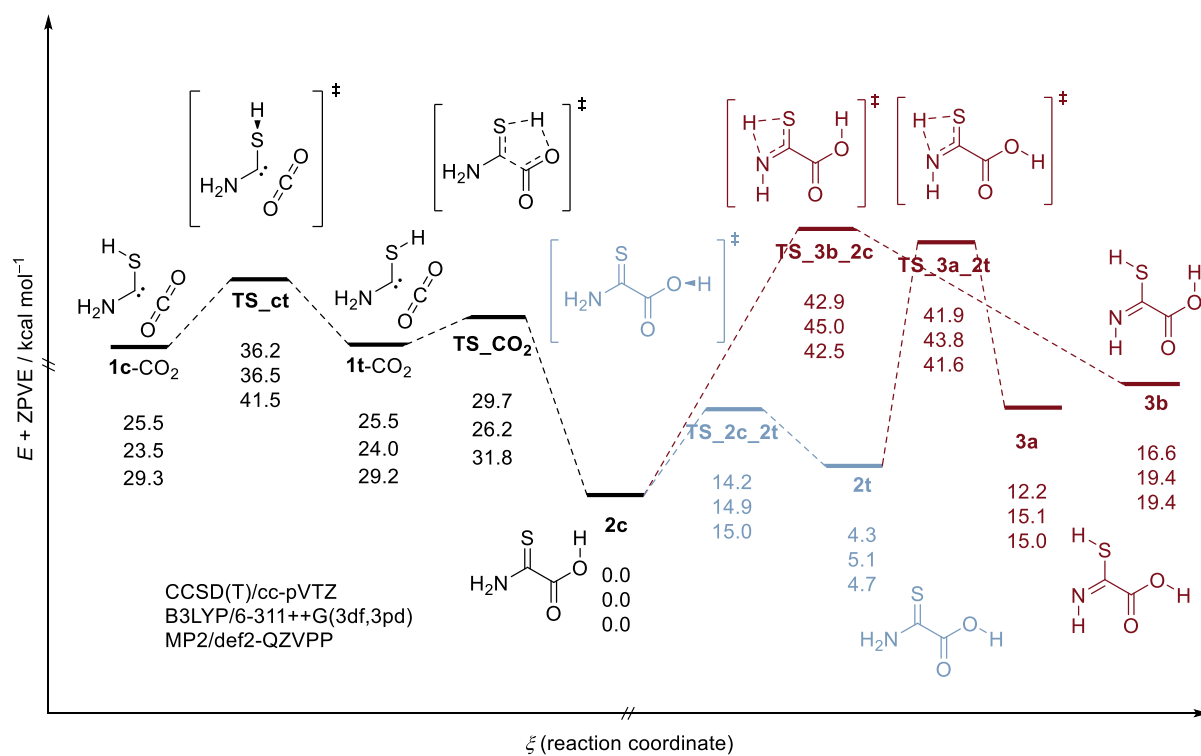 E + ZPVE / kcal mol⁻¹
ξ (reaction coordinate)
H
S
H₂N
C
O
C
O
‡
TS_ct
36.2
36.5
41.5
H
S
H₂N
C
O
C
O
1c-CO₂
25.5
23.5
29.3
S
H
H₂N
C
O
C
O
1t-CO₂
25.5
24.0
29.2
S
H
H₂N
O
O
‡
TS_CO₂
29.7
26.2
31.8
2c
S
H
O
H₂N
O
0.0
0.0
0.0
S
H₂N
O
H
O
‡
TS_2c_2t
14.2
14.9
15.0
2t
4.3
5.1
4.7
S
H₂N
O
H
O
H
S
H
O
N
H
O
‡
TS_3b_2c
42.9
45.0
42.5
H
S
N
H
O
H
O
‡
TS_3a_2t
41.9
43.8
41.6
3a
12.2
15.1
15.0
H
S
N
H
O
H
O
H
S
H
O
N
H
O
3b
16.6
19.4
19.4
CCSD(T)/cc-pVTZ
B3LYP/6-311++G(3df,3pd)
MP2/def2-QZVPP